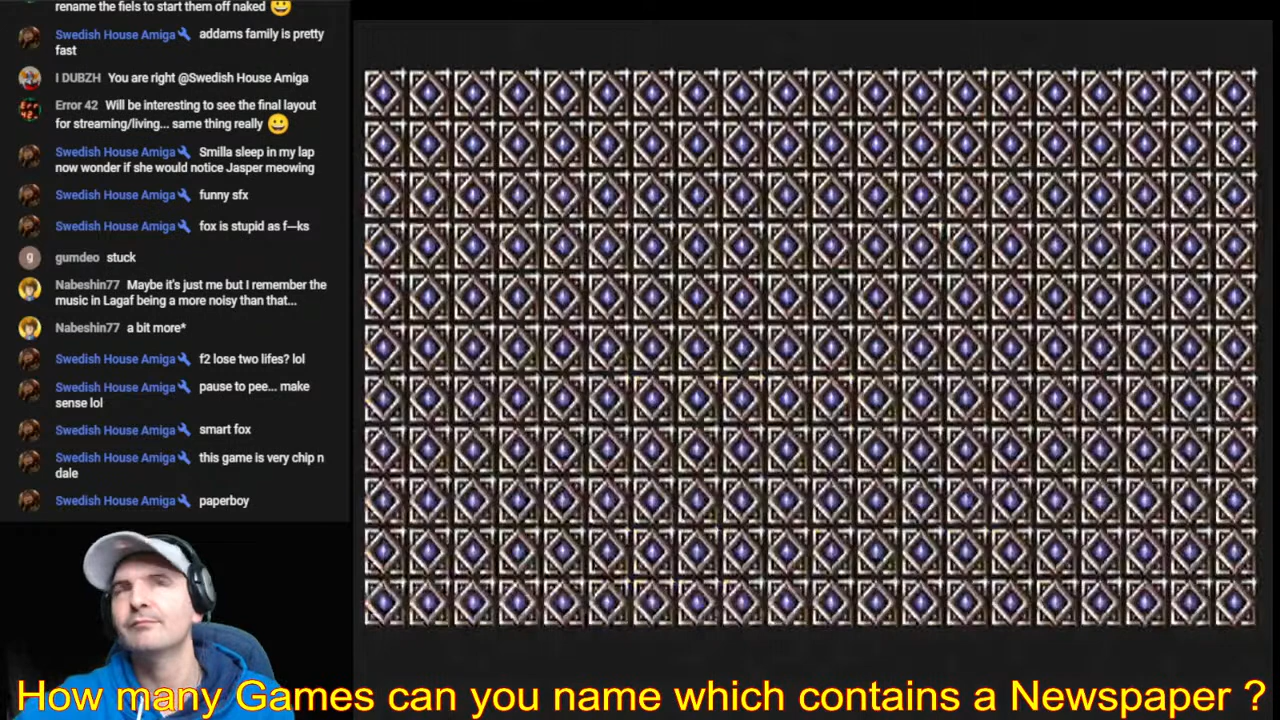 rename the fiels to start them off naked
Swedish House Amiga addams family is pretty
fast
I DUBZH You are right @Swedish House Amiga
Error 42 Will be interesting to see the final layout
for streaming/living... same thing really
Swedish House Amiga Smilla sleep in my lap
now wonder if she would notice Jasper meowing
Swedish House Amiga funny sfx
Swedish House Amiga fox is stupid as f---ks
g gumdeo stuck
Nabeshin77 Maybe it's just me but I remember the
music in Lagaf being a more noisy than that...
Nabeshin77 a bit more*
Swedish House Amiga f2 lose two lifes? lol
Swedish House Amiga pause to pee... make
sense lol
Swedish House Amiga smart fox
Swedish House Amiga this game is very chip n
dale
Swedish House Amiga paperboy
How many Games can you name which contains a Newspaper ?